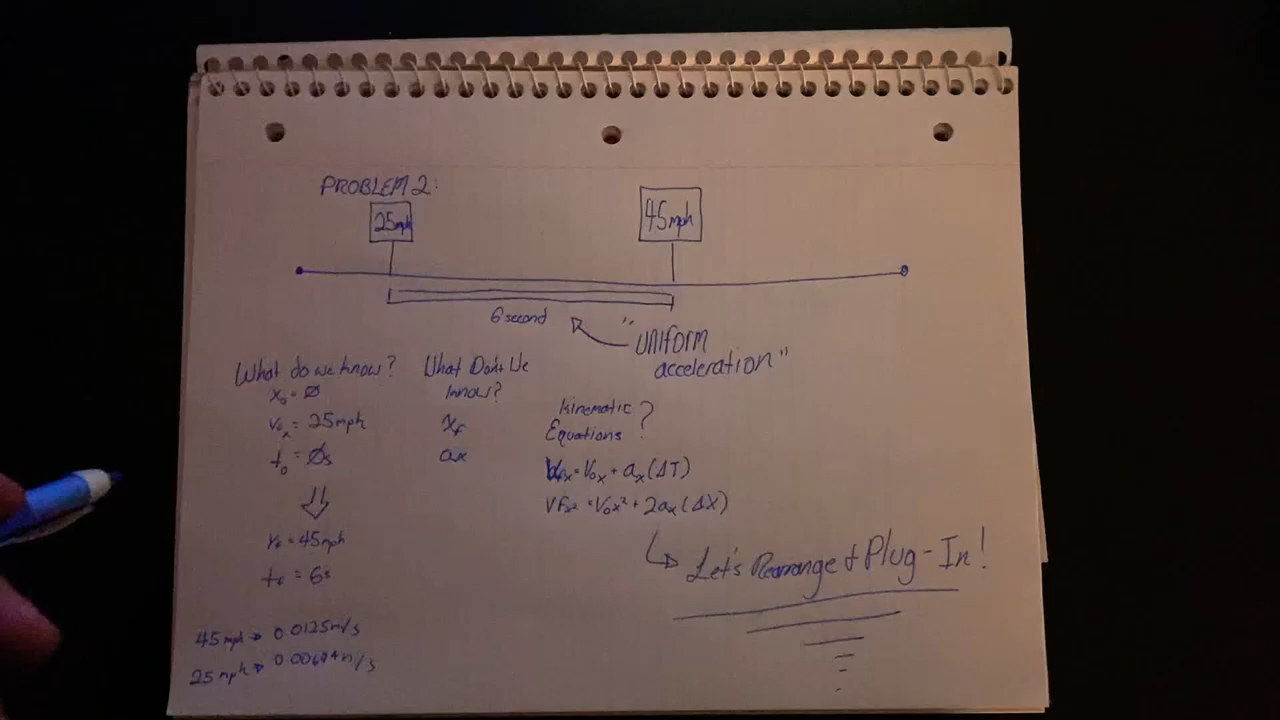 PROBLEM 2:
25mph
45mph
6 second
"UNIFORM
acceleration"
What do we know?
x₀ = Ø
v₀ₓ = 25mph
t₀ = Øs
⇓
Vf = 45mph
tf = 6s
45mph → 0.0125m/s
25mph → 0.00694m/s
What Don't We
know?
xf
ax
Kinematic
Equations ?
Vfx = V₀ₓ + aₓ(ΔT)
VFx² = V₀x² + 2aₓ(ΔX)
↳ Let's Rearrange & Plug-In!